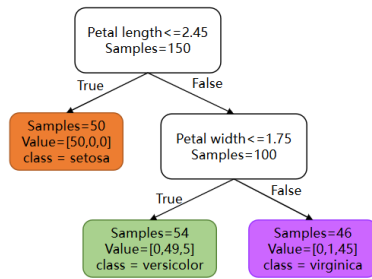 Petal length<=2.45
Samples=150
True
False
Samples=50
Value=[50,0,0]
class = setosa
Petal width<=1.75
Samples=100
True
False
Samples=54
Value=[0,49,5]
class = versicolor
Samples=46
Value=[0,1,45]
class = virginica